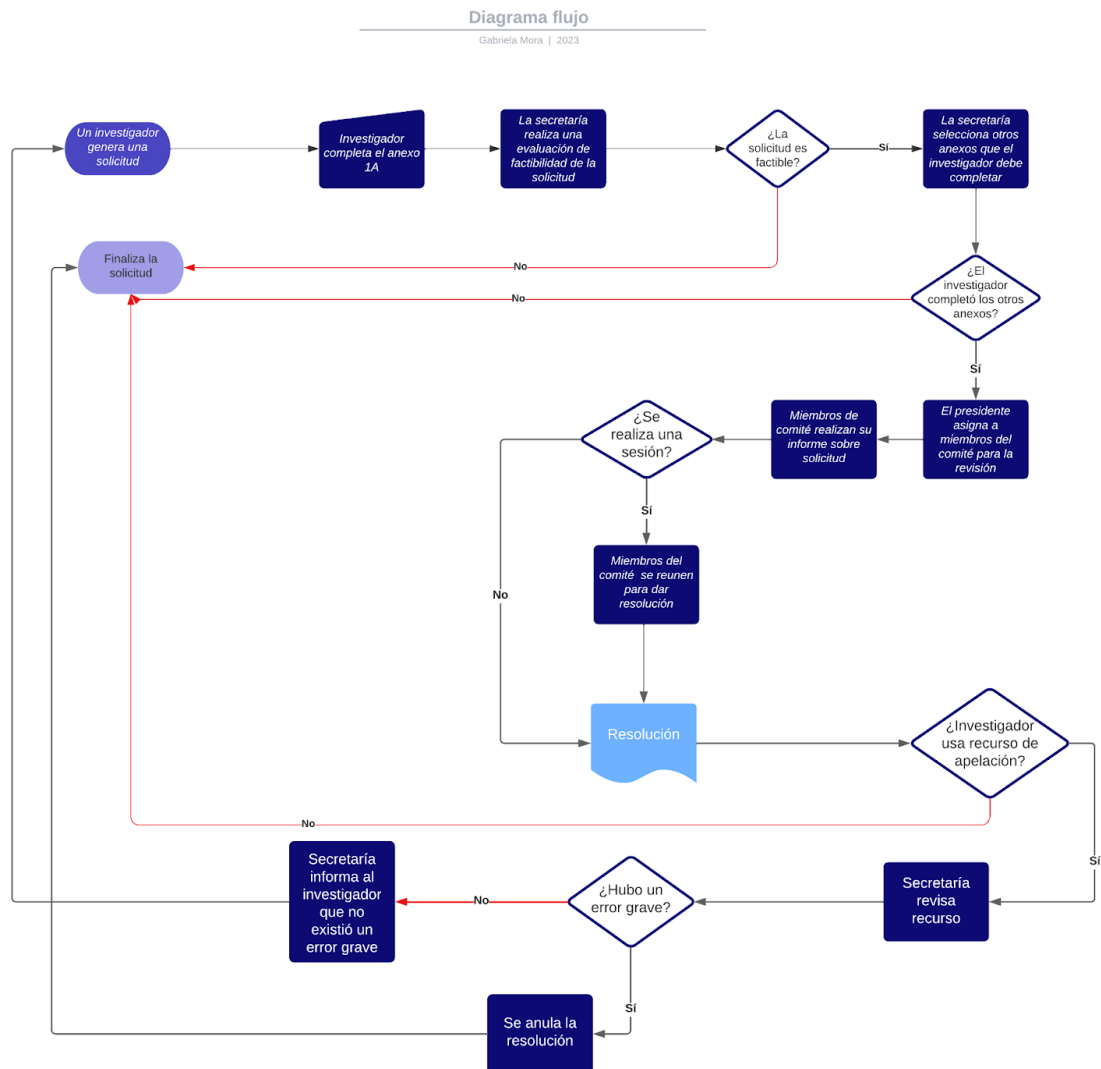 Diagrama flujo
Gabriela Mora | 2023
Un investigador
genera una
solicitud
Investigador
completa el anexo
1A
La secretaría
realiza una
evaluación de
factibilidad de la
solicitud
¿La
solicitud es
factible?
Sí
La secretaría
selecciona otros
anexos que el
investigador debe
completar
Finaliza la
solicitud
No
No
¿El
investigador
completó los otros
anexos?
Sí
El presidente
asigna a
miembros del
comité para la
revisión
Miembros de
comité realizan su
informe sobre
solicitud
¿Se
realiza una
sesión?
Sí
No
Miembros del
comité se reunen
para dar
resolución
Resolución
¿Investigador
usa recurso de
apelación?
No
Sí
Secretaría
revisa
recurso
¿Hubo un
error grave?
No
Secretaría
informa al
investigador
que no
existió un
error grave
Sí
Se anula la
resolución